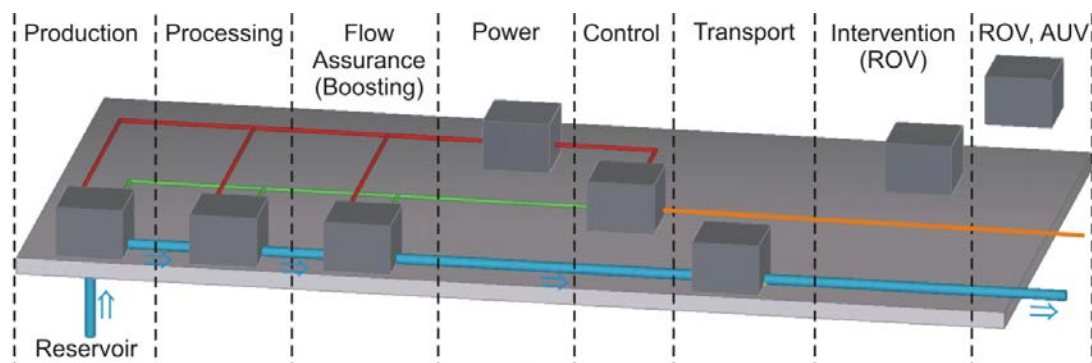 Production
Processing
Flow
Assurance
(Boosting)
Power
Control
Transport
Intervention
(ROV)
ROV, AUV
Reservoir